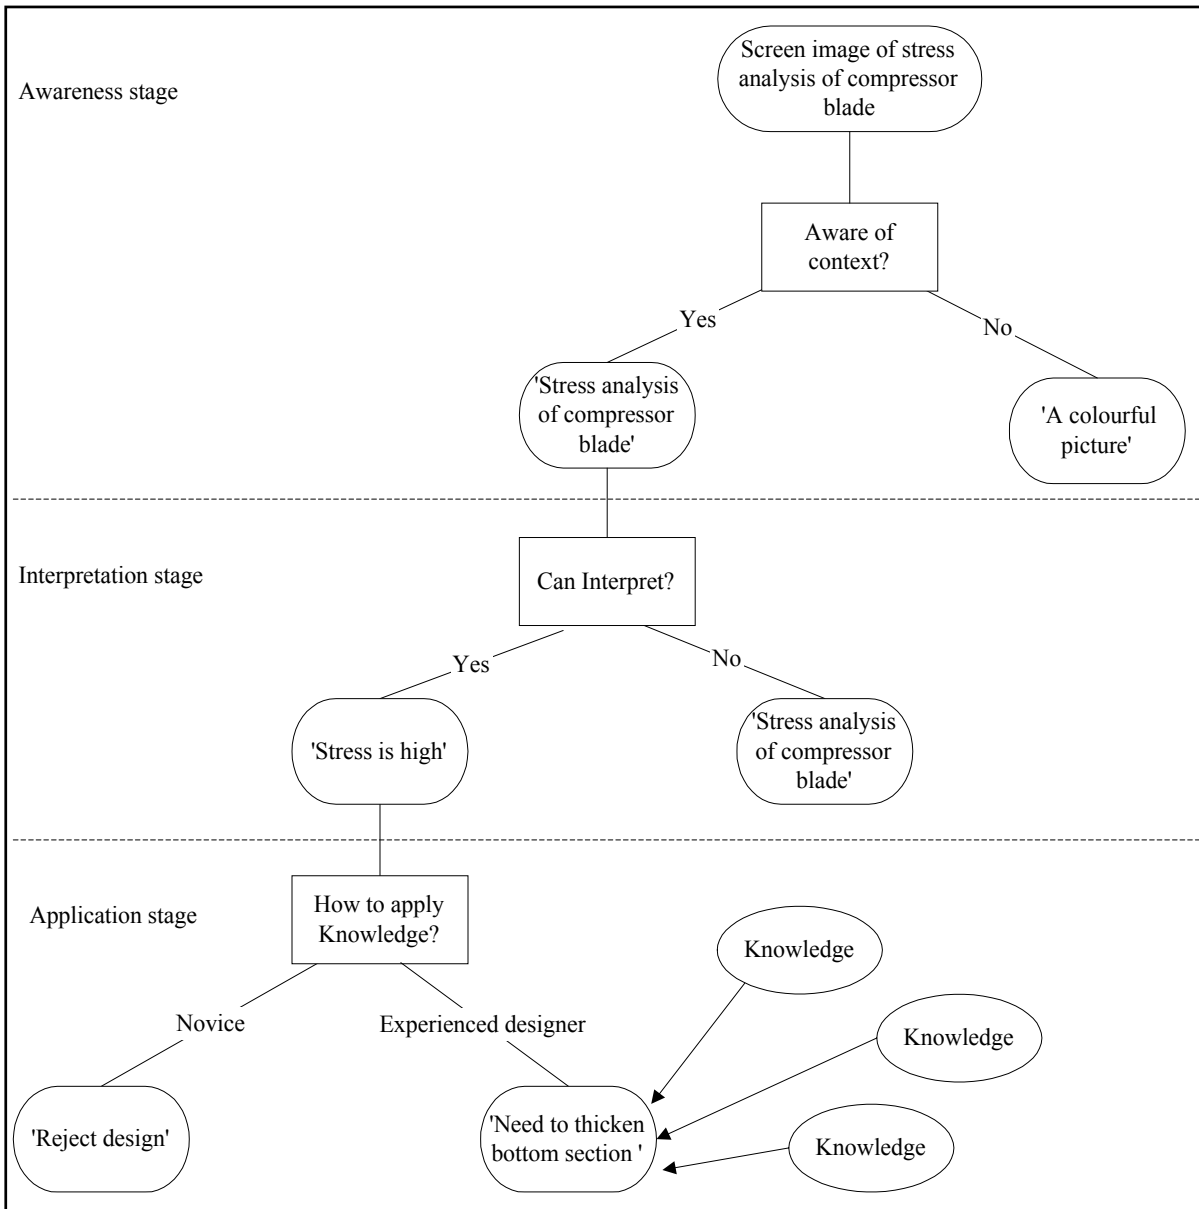 Screen image of stress
analysis of compressor
blade
Awareness stage
Aware of
context?
Yes
No
'Stress analysis
of compressor
blade'
'A colourful
picture'
Interpretation stage
Can Interpret?
Yes
No
'Stress is high'
'Stress analysis
of compressor
blade'
Application stage
How to apply
Knowledge?
Knowledge
Novice
Experienced designer
Knowledge
'Reject design'
'Need to thicken
bottom section '
Knowledge